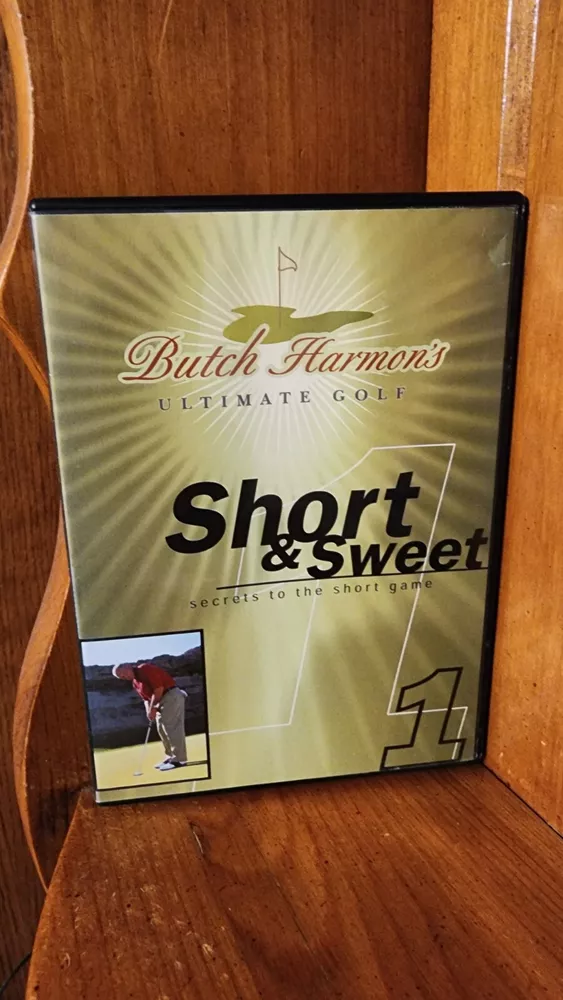 Butch Harmon's
ULTIMATE GOLF
Short
& Sweet
secrets to the short game
1